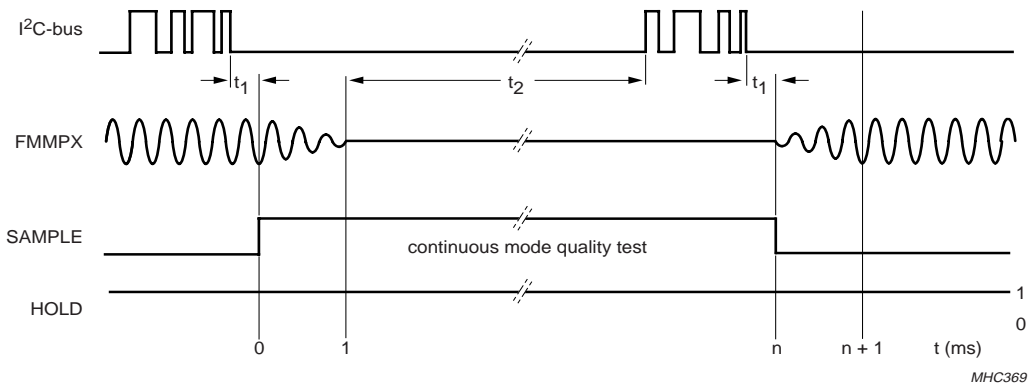 I²C-bus
t₁
t₂
t₁
FMMPX
SAMPLE
continuous mode quality test
HOLD
1
0
0 1 n n + 1 t (ms)
MHC369